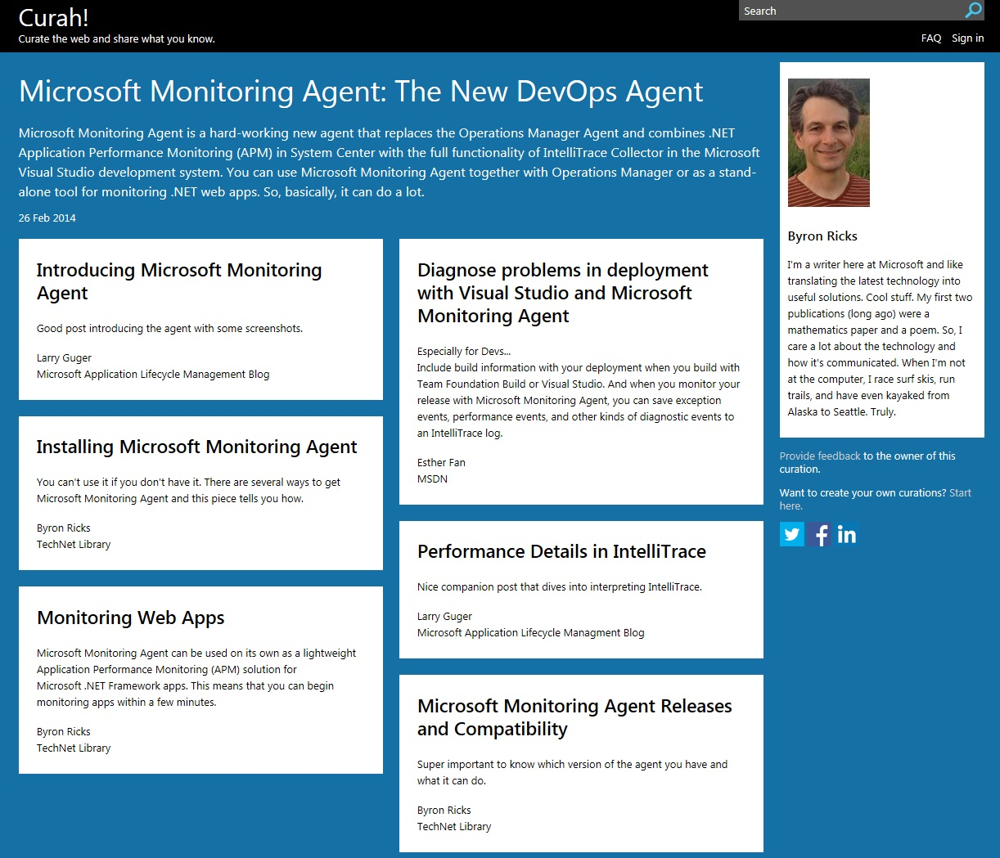 Curah!
Curate the web and share what you know.
Search
FAQ Sign in
Microsoft Monitoring Agent: The New DevOps Agent
Microsoft Monitoring Agent is a hard-working new agent that replaces the Operations Manager Agent and combines .NET
Application Performance Monitoring (APM) in System Center with the full functionality of IntelliTrace Collector in the Microsoft
Visual Studio development system. You can use Microsoft Monitoring Agent together with Operations Manager or as a stand-
alone tool for monitoring .NET web apps. So, basically, it can do a lot.
26 Feb 2014
Introducing Microsoft Monitoring
Agent
Good post introducing the agent with some screenshots.
Larry Guger
Microsoft Application Lifecycle Management Blog
Installing Microsoft Monitoring Agent
You can't use it if you don't have it. There are several ways to get
Microsoft Monitoring Agent and this piece tells you how.
Byron Ricks
TechNet Library
Monitoring Web Apps
Microsoft Monitoring Agent can be used on its own as a lightweight
Application Performance Monitoring (APM) solution for
Microsoft .NET Framework apps. This means that you can begin
monitoring apps within a few minutes.
Byron Ricks
TechNet Library
Diagnose problems in deployment
with Visual Studio and Microsoft
Monitoring Agent
Especially for Devs...
Include build information with your deployment when you build with
Team Foundation Build or Visual Studio. And when you monitor your
release with Microsoft Monitoring Agent, you can save exception
events, performance events, and other kinds of diagnostic events to
an IntelliTrace log.
Esther Fan
MSDN
Performance Details in IntelliTrace
Nice companion post that dives into interpreting IntelliTrace.
Larry Guger
Microsoft Application Lifecycle Managment Blog
Microsoft Monitoring Agent Releases
and Compatibility
Super important to know which version of the agent you have and
what it can do.
Byron Ricks
TechNet Library
Byron Ricks
I'm a writer here at Microsoft and like
translating the latest technology into
useful solutions. Cool stuff. My first two
publications (long ago) were a
mathematics paper and a poem. So, I
care a lot about the technology and
how it's communicated. When I'm not
at the computer, I race surf skis, run
trails, and have even kayaked from
Alaska to Seattle. Truly.
Provide feedback to the owner of this
curation.
Want to create your own curations? Start
here.
f in